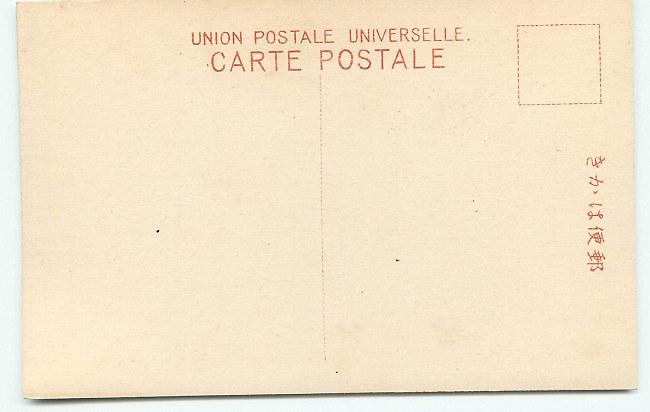 UNION POSTALE UNIVERSELLE.
CARTE POSTALE
きかは便郵